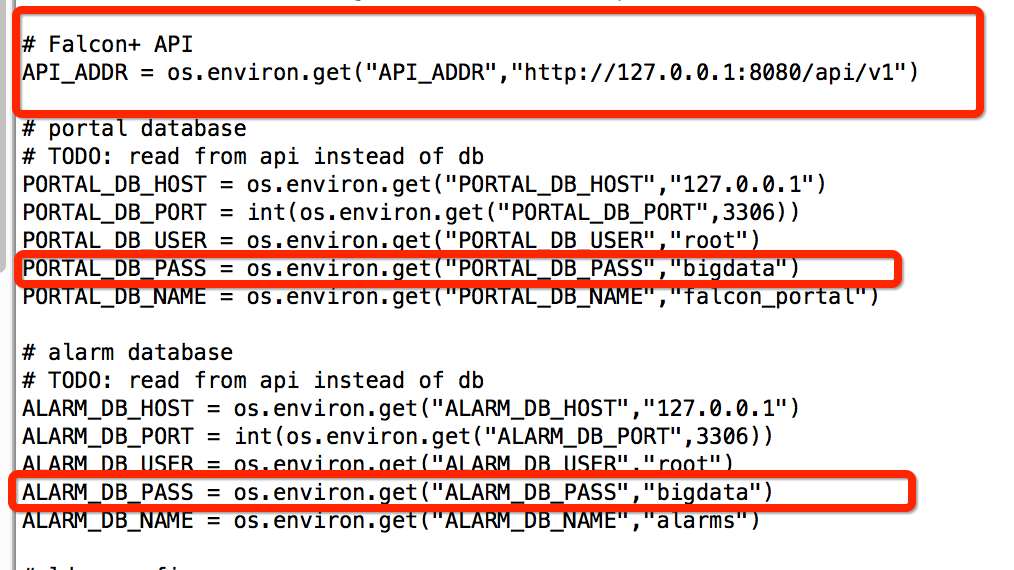 # Falcon+ API
API_ADDR = os.environ.get("API_ADDR","http://127.0.0.1:8080/api/v1")
# portal database
# TODO: read from api instead of db
PORTAL_DB_HOST = os.environ.get("PORTAL_DB_HOST","127.0.0.1")
PORTAL_DB_PORT = int(os.environ.get("PORTAL_DB_PORT",3306))
PORTAL_DB_USER = os.environ.get("PORTAL_DB_USER","root")
PORTAL_DB_PASS = os.environ.get("PORTAL_DB_PASS","bigdata")
PORTAL_DB_NAME = os.environ.get("PORTAL_DB_NAME","falcon_portal")
# alarm database
# TODO: read from api instead of db
ALARM_DB_HOST = os.environ.get("ALARM_DB_HOST","127.0.0.1")
ALARM_DB_PORT = int(os.environ.get("ALARM_DB_PORT",3306))
ALARM_DB_USER = os.environ.get("ALARM_DB_USER","root")
ALARM_DB_PASS = os.environ.get("ALARM_DB_PASS","bigdata")
ALARM_DB_NAME = os.environ.get("ALARM_DB_NAME","alarms")